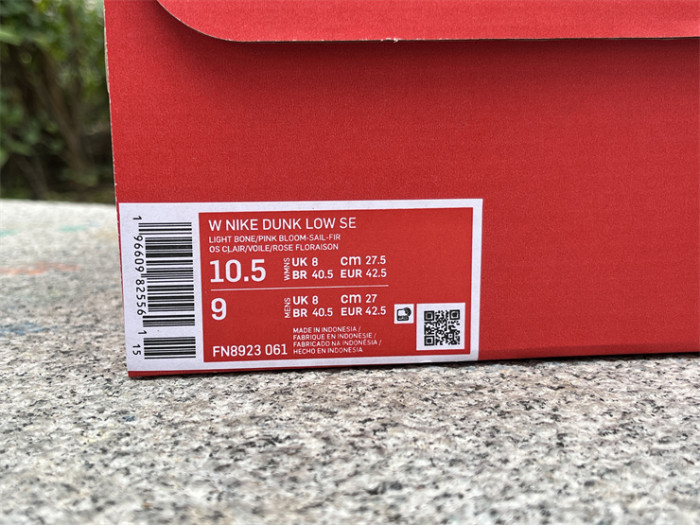 W NIKE DUNK LOW SE
LIGHT BONE/PINK BLOOM-SAIL-FIR
OS CLAIR/VOILE/ROSE FLORAISON
10.5 WMNS UK 8 cm 27.5
BR 40.5 EUR 42.5
9 MENS UK 8 cm 27
BR 40.5 EUR 42.5
MADE IN INDONESIA /
FABRIQUE EN INDONESIE /
FABRICADO NA INDONÉSIA /
HECHO EN INDONESIA
FN8923 061
1 96609 82556 1 15